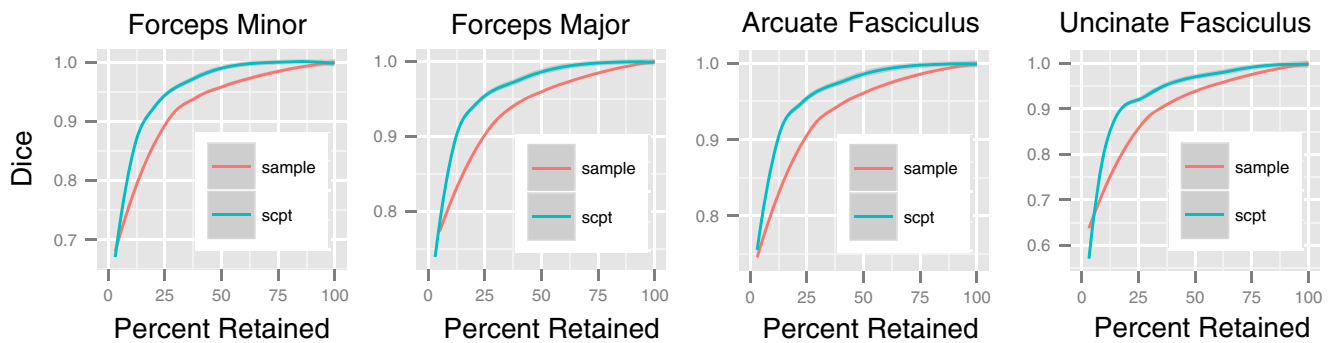 Forceps Minor
Forceps Major
Arcuate Fasciculus
Uncinate Fasciculus
Dice
1.0
0.9
0.8
0.7
sample
scpt
0
25
50
75
100
Percent Retained
1.0
0.9
0.8
sample
scpt
0
25
50
75
100
Percent Retained
1.0
0.9
0.8
sample
scpt
0
25
50
75
100
Percent Retained
1.0
0.9
0.8
0.7
0.6
sample
scpt
0
25
50
75
100
Percent Retained